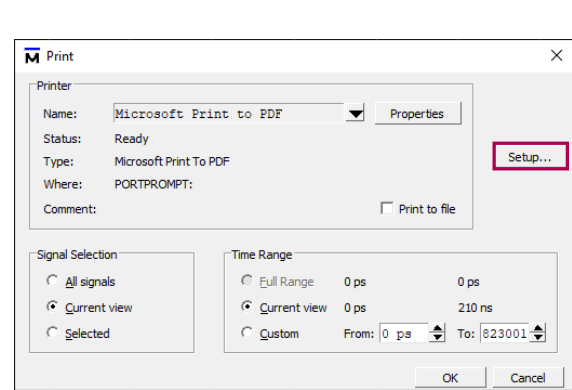 M Print
Printer
Name: Microsoft Print to PDF Properties
Status: Ready
Type: Microsoft Print To PDF
Where: PORTPROMPT:
Comment: Print to file
Setup...
Signal Selection
All signals
Current view
Selected
Time Range
Full Range 0 ps 0 ps
Current view 0 ps 210 ns
Custom From: 0 ps To: 823001
OK Cancel